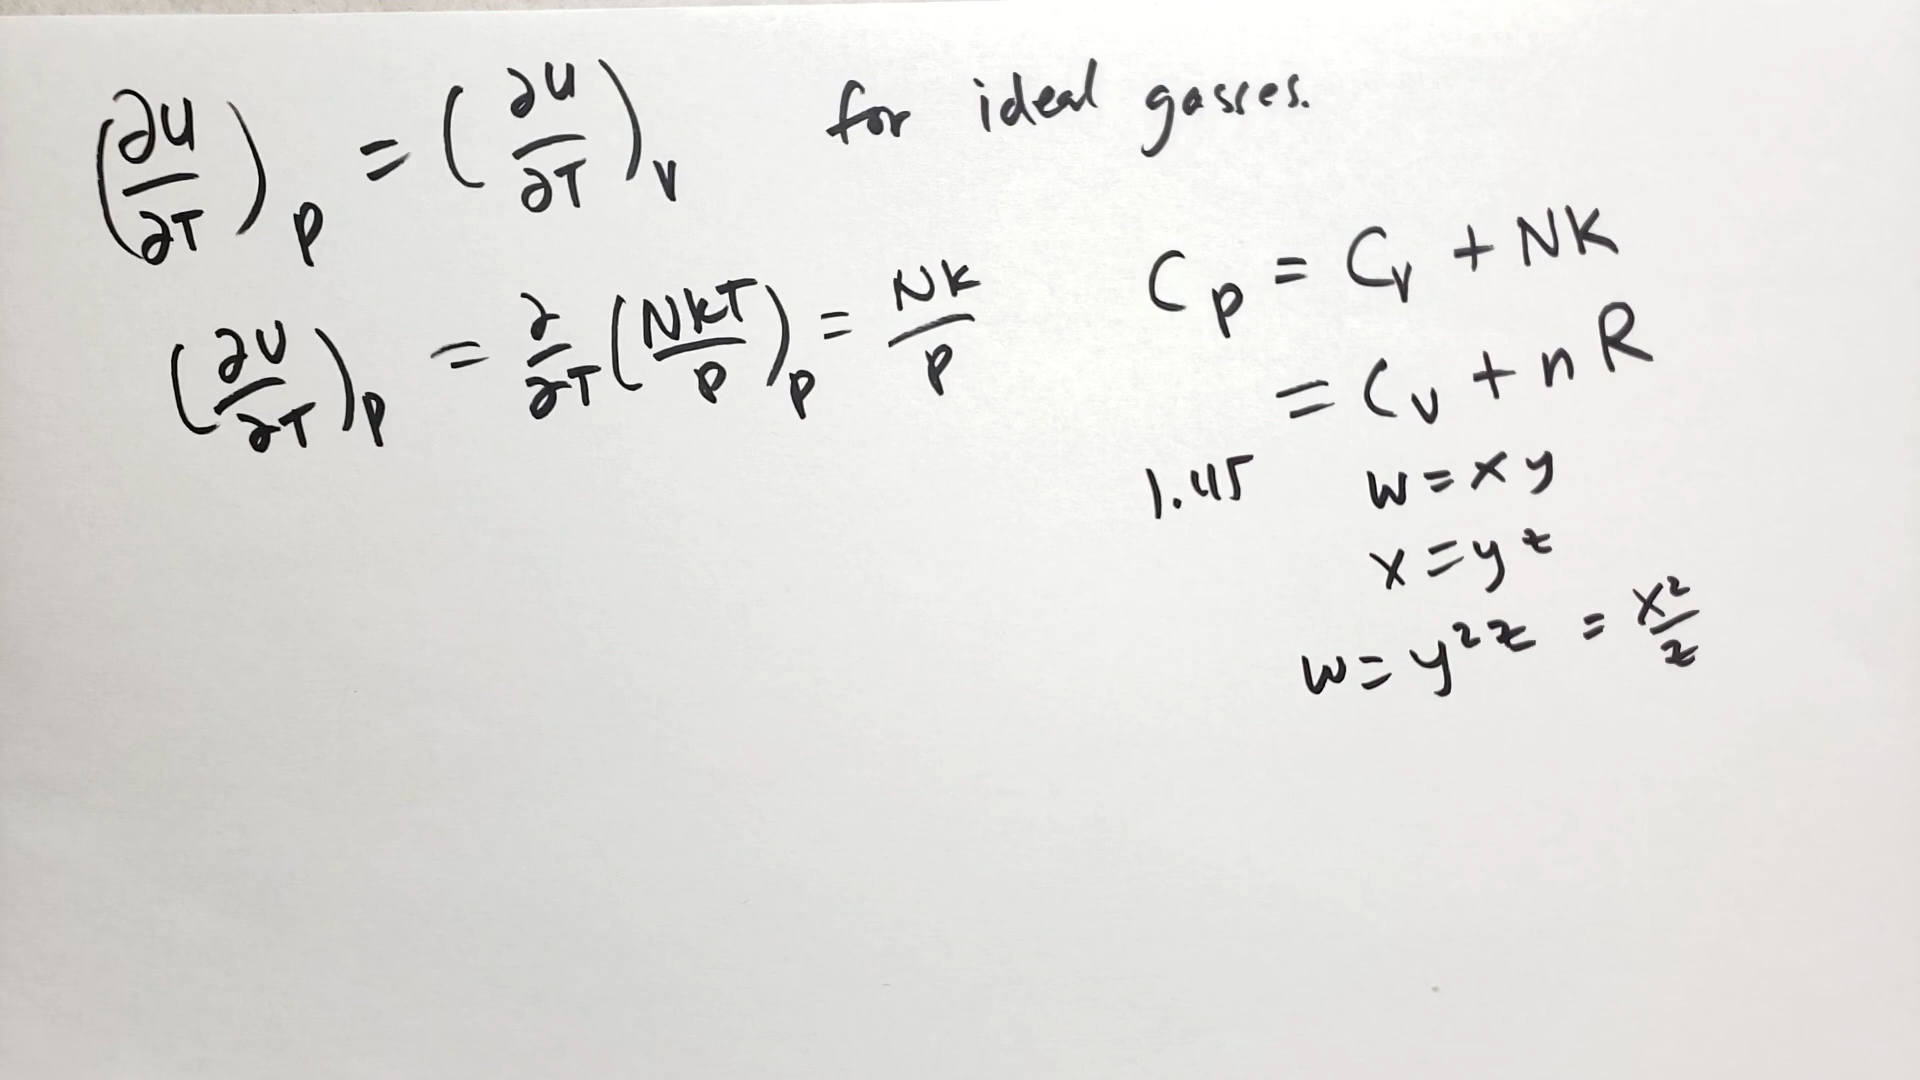 (∂U/∂T)_P = (∂U/∂T)_V for ideal gasses.
(∂V/∂T)_P = ∂/∂T (NkT/P)_P = Nk/P
C_P = C_V + NK
= C_V + nR
1.45 w = xy
x = yz
w = y²z = x²/z